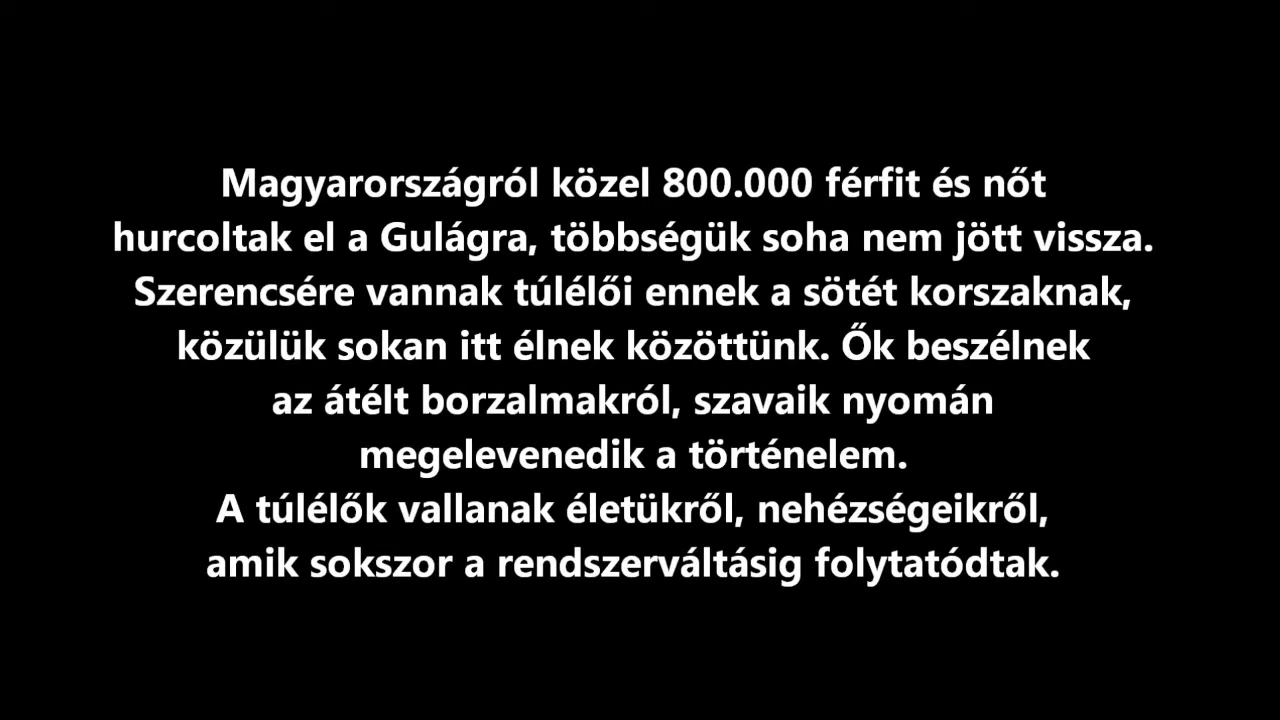 Magyarországról közel 800.000 férfit és nőt
hurcoltak el a Gulágra, többségük soha nem jött vissza.
Szerencsére vannak túlélői ennek a sötét korszaknak,
közülük sokan itt élnek közöttünk. Ők beszélnek
az átélt borzalmakról, szavaik nyomán
megelevenedik a történelem.
A túlélők vallanak életükről, nehézségeikről,
amik sokszor a rendszerváltásig folytatódtak.